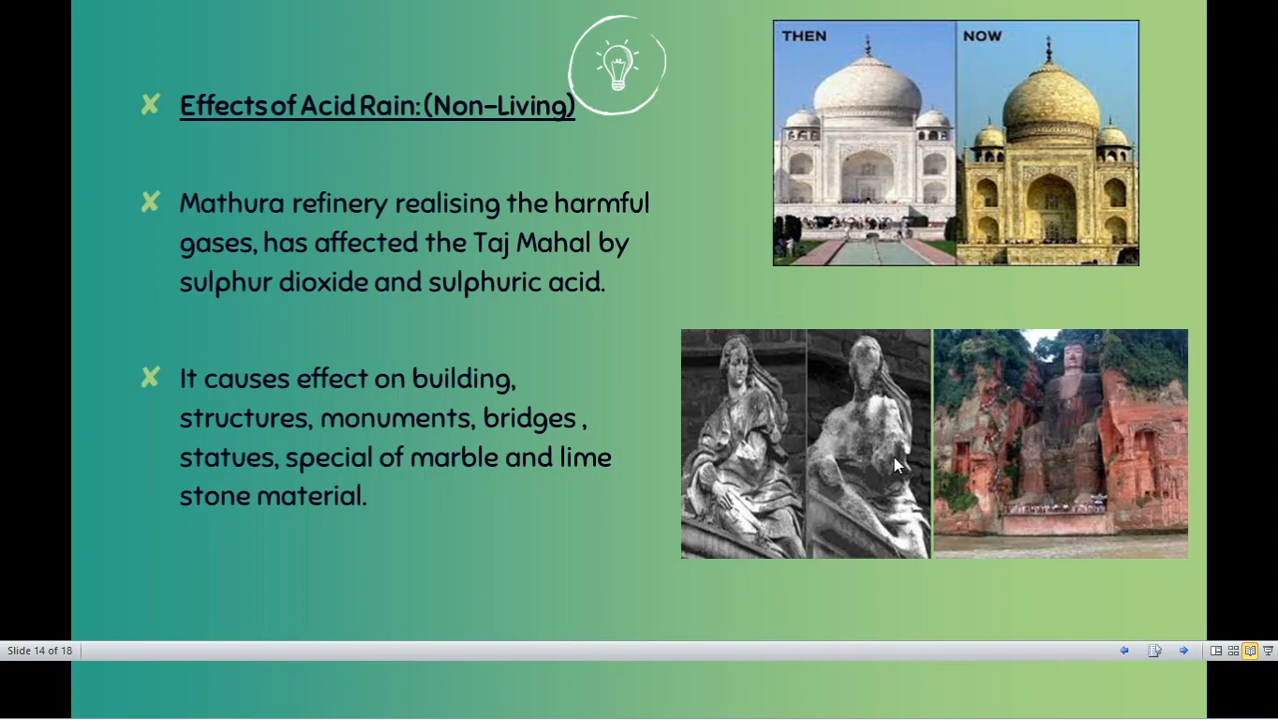 Effects of Acid Rain: (Non-Living)
Mathura refinery realising the harmful
gases, has affected the Taj Mahal by
sulphur dioxide and sulphuric acid.
It causes effect on building,
structures, monuments, bridges ,
statues, special of marble and lime
stone material.
THEN
NOW
Slide 14 of 18